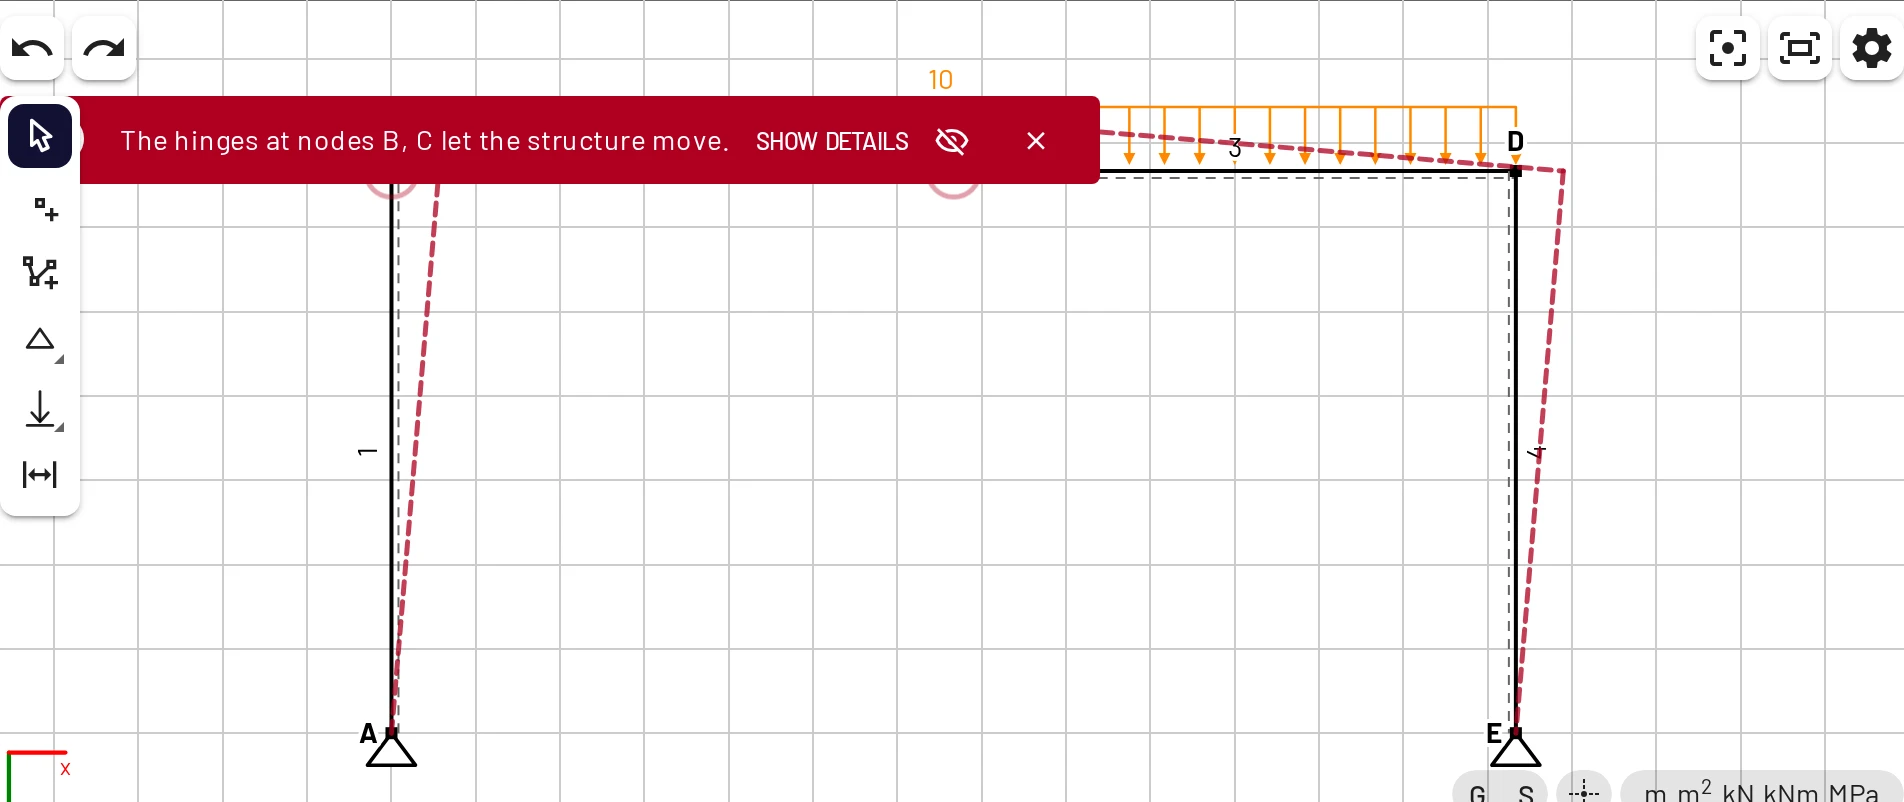 10
The hinges at nodes B, C let the structure move. SHOW DETAILS
3
D
1
4
A
E
x
G S m m² kN kNm MPa